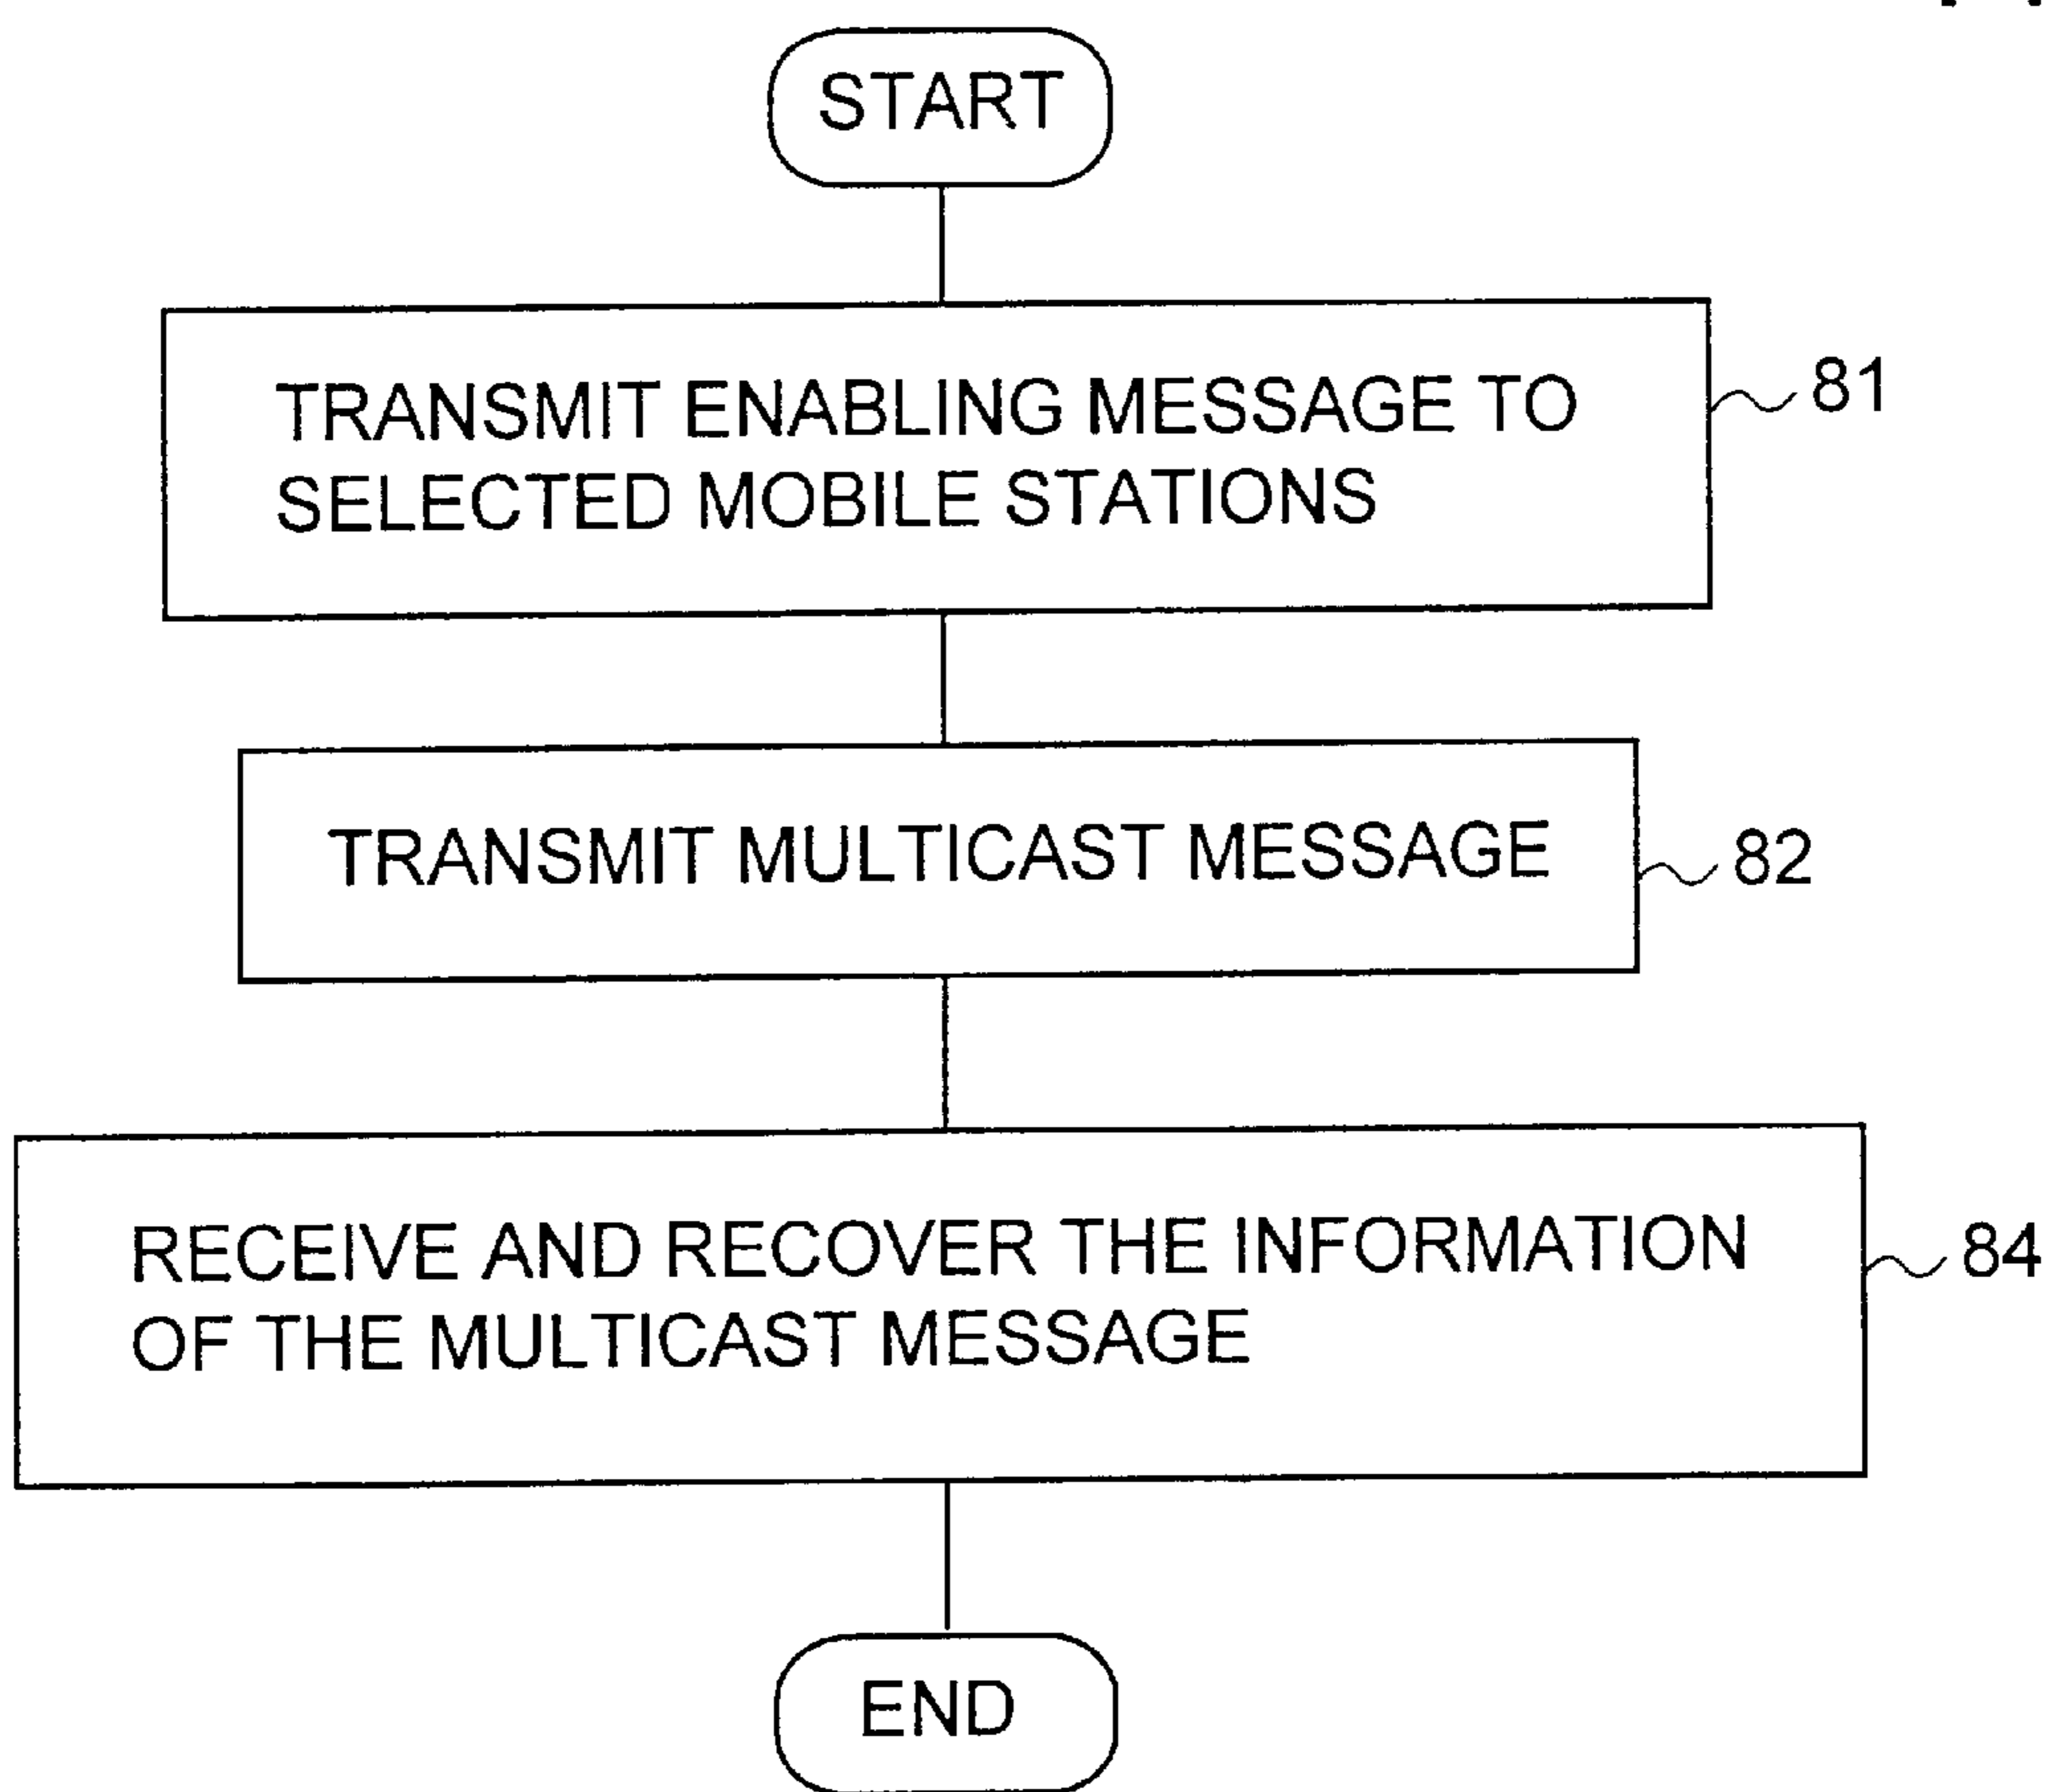 START
TRANSMIT ENABLING MESSAGE TO
SELECTED MOBILE STATIONS
81
TRANSMIT MULTICAST MESSAGE
82
RECEIVE AND RECOVER THE INFORMATION
OF THE MULTICAST MESSAGE
84
END